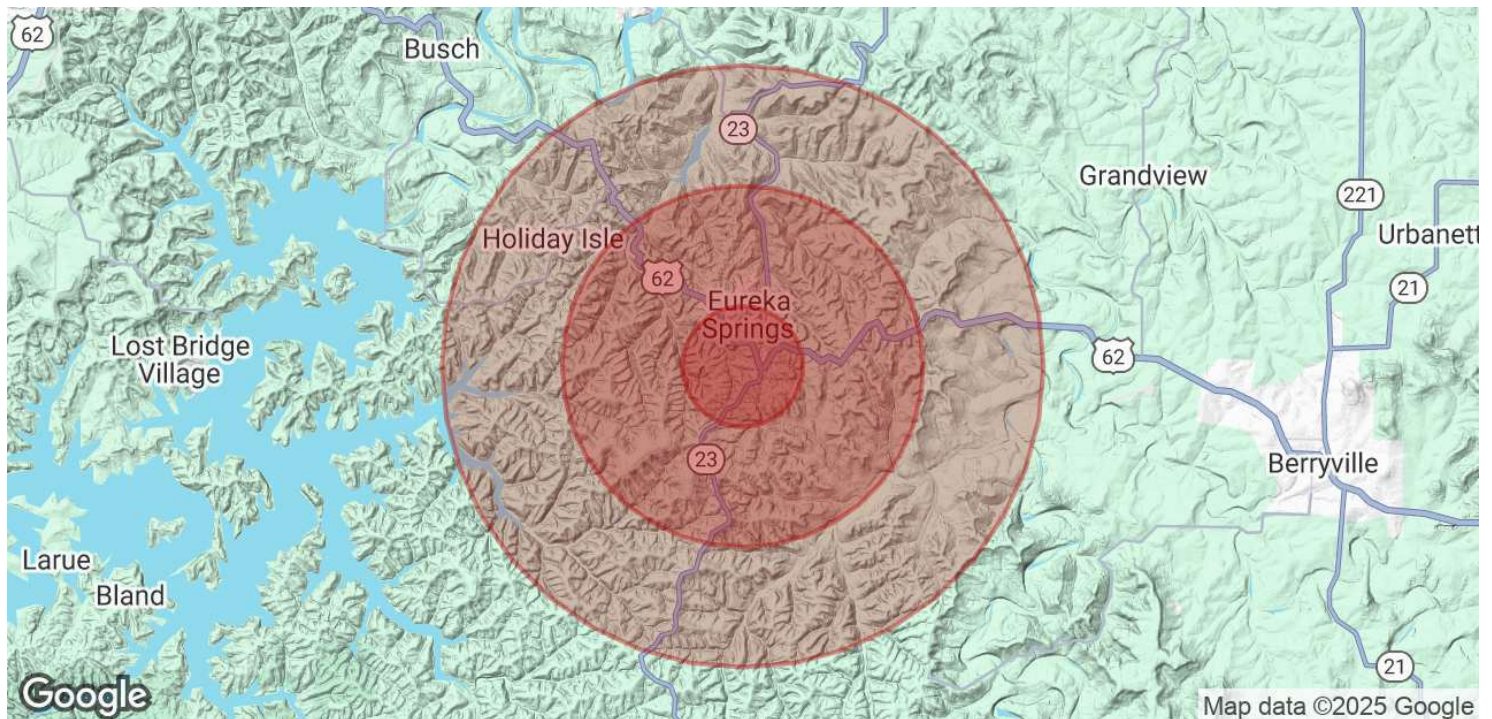 62
Busch
23
Grandview
221
Holiday Isle
Urbanett
62
21
Eureka
Springs
Lost Bridge
Village
62
Berryville
23
Larue
Bland
21
Google
Map data ©2025 Google